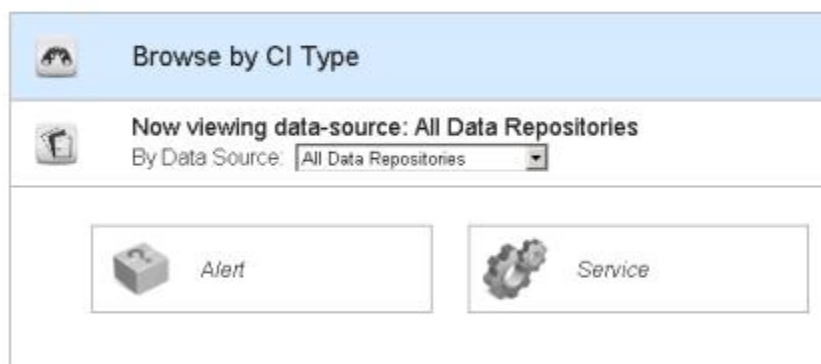 Browse by CI Type
Now viewing data-source: All Data Repositories
By Data Source: All Data Repositories
Alert
Service